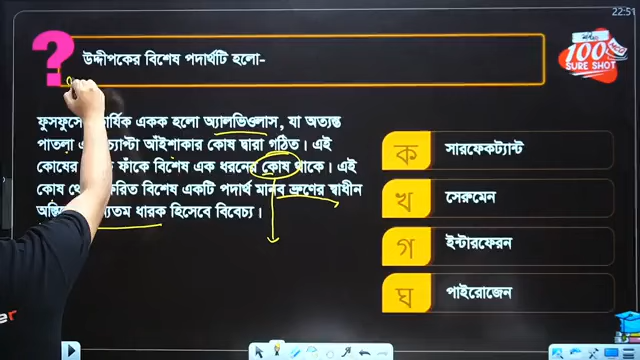 22:51
উদ্দীপকের বিশেষ পদার্থটি হলো-
100
SURE SHOT
কার্যিক একক হলো অ্যালভিওলাস, যা অত্যন্ত
পাতলা চ্যাপ্টা আঁইশাকার কোষ দ্বারা গঠিত। এই
কোষের ফাঁকে বিশেষ এক ধরনের কোষ থাকে। এই
কোষ বিশেষ একটি পদার্থ মানব ভ্রুণের স্বাধীন
ধারক হিসেবে বিবেচ্য।
ক সারফেকট্যান্ট
খ সেরুমেন
গ ইন্টারফেরন
ঘ পাইরোজেন